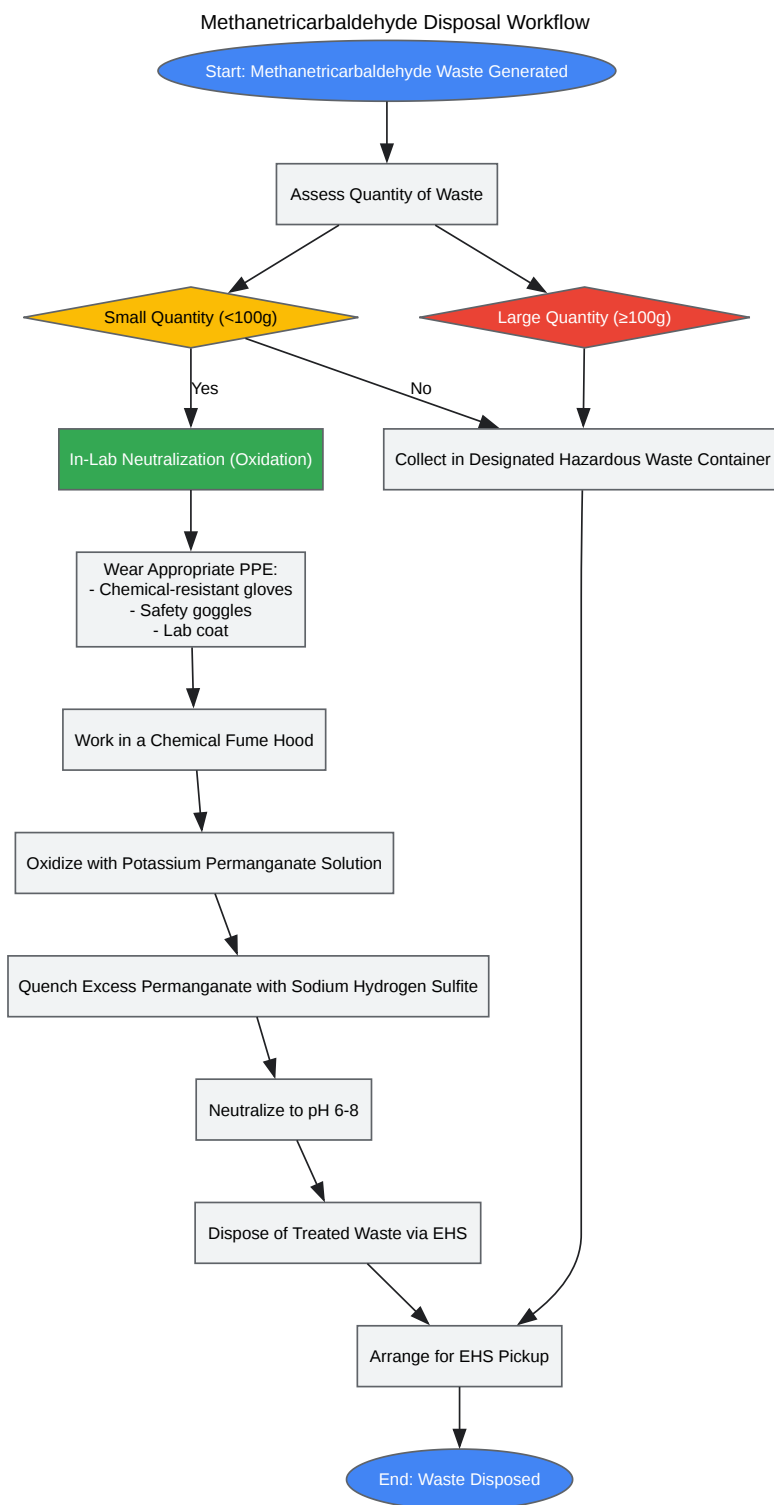 Methanetricarbaldehyde Disposal Workflow
Start: Methanetricarbaldehyde Waste Generated
Assess Quantity of Waste
Small Quantity (<100g)
Large Quantity (≥100g)
Yes
No
In-Lab Neutralization (Oxidation)
Collect in Designated Hazardous Waste Container
Wear Appropriate PPE:
- Chemical-resistant gloves
- Safety goggles
- Lab coat
Work in a Chemical Fume Hood
Oxidize with Potassium Permanganate Solution
Quench Excess Permanganate with Sodium Hydrogen Sulfite
Neutralize to pH 6-8
Dispose of Treated Waste via EHS
Arrange for EHS Pickup
End: Waste Disposed